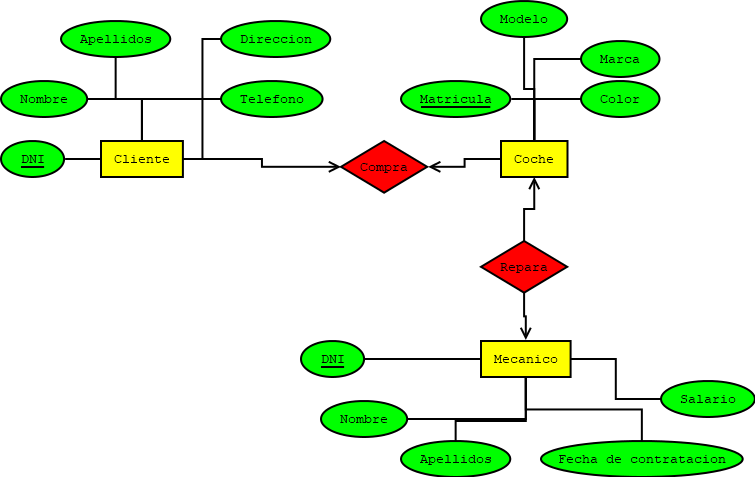 Modelo
Apellidos
Direccion
Marca
Nombre
Telefono
Matricula
Color
DNI
Cliente
Compra
Coche
Repara
DNI
Mecanico
Salario
Nombre
Apellidos
Fecha de contratacion